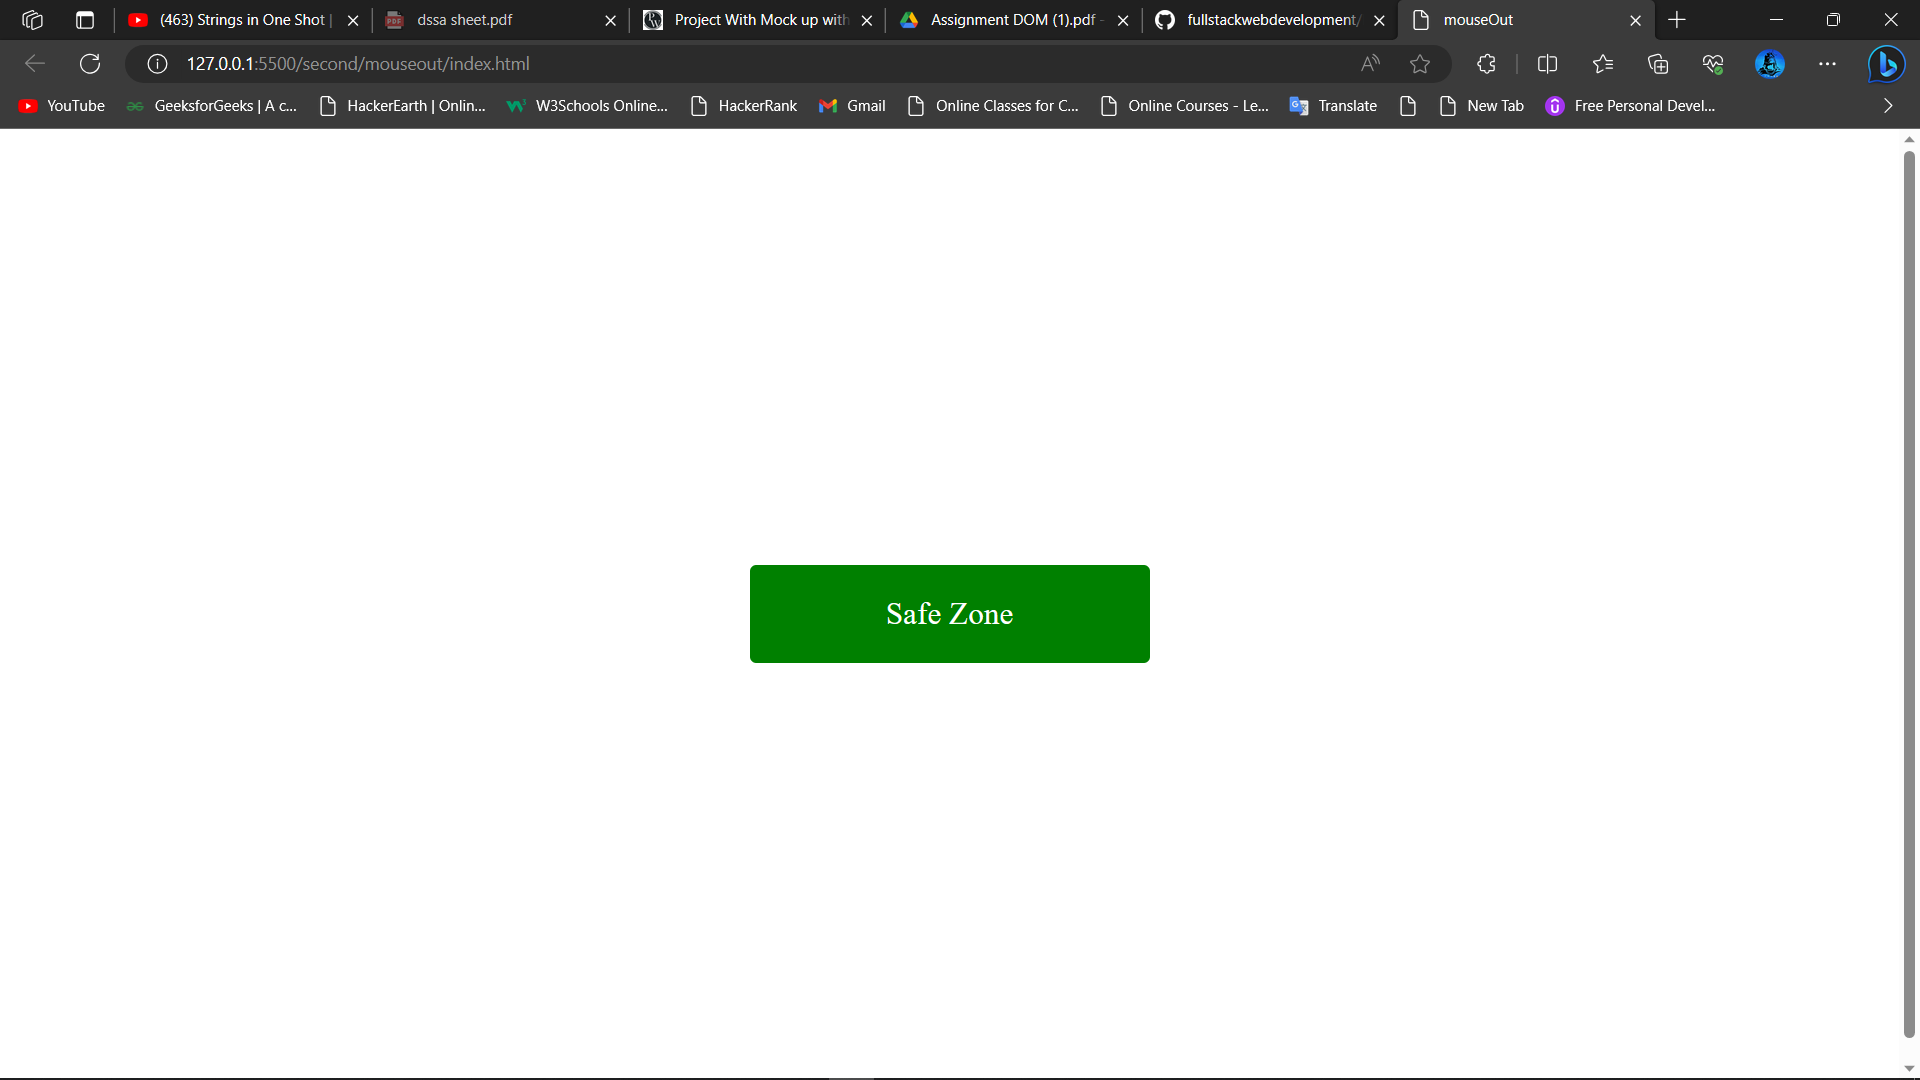 (463) Strings in One Shot |
dssa sheet.pdf
Project With Mock up with
Assignment DOM (1).pdf -
fullstackwebdevelopment/
mouseOut
127.0.0.1:5500/second/mouseout/index.html
YouTube
GeeksforGeeks | A c...
HackerEarth | Onlin...
W3Schools Online...
HackerRank
Gmail
Online Classes for C...
Online Courses - Le...
Translate
New Tab
Free Personal Devel...
Safe Zone